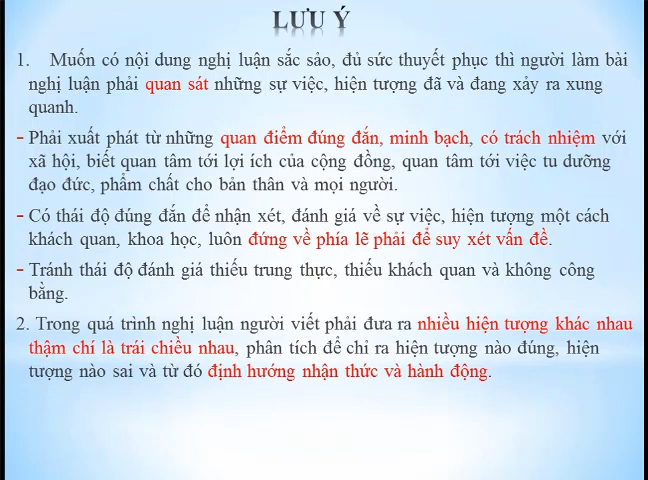 LƯU Ý
1. Muốn có nội dung nghị luận sắc sảo, đủ sức thuyết phục thì người làm bài
nghị luận phải quan sát những sự việc, hiện tượng đã và đang xảy ra xung
quanh.
- Phải xuất phát từ những quan điểm đúng đắn, minh bạch, có trách nhiệm với
xã hội, biết quan tâm tới lợi ích của cộng đồng, quan tâm tới việc tu dưỡng
đạo đức, phẩm chất cho bản thân và mọi người.
- Có thái độ đúng đắn để nhận xét, đánh giá về sự việc, hiện tượng một cách
khách quan, khoa học, luôn đứng về phía lẽ phải để suy xét vấn đề.
- Tránh thái độ đánh giá thiếu trung thực, thiếu khách quan và không công
bằng.
2. Trong quá trình nghị luận người viết phải đưa ra nhiều hiện tượng khác nhau
thậm chí là trái chiều nhau, phân tích để chỉ ra hiện tượng nào đúng, hiện
tượng nào sai và từ đó định hướng nhận thức và hành động.